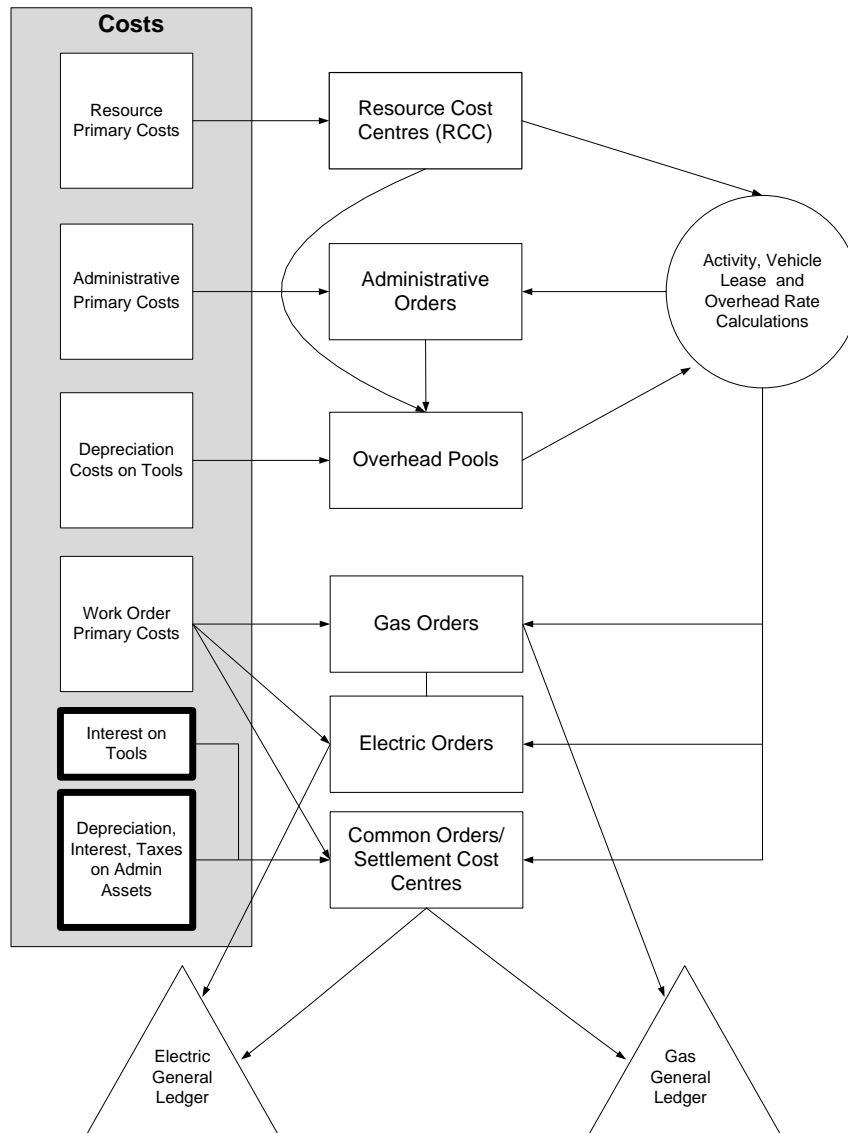 Costs
Resource
Primary Costs
Resource Cost
Centres (RCC)
Administrative
Primary Costs
Administrative
Orders
Activity, Vehicle
Lease and
Overhead Rate
Calculations
Depreciation
Costs on Tools
Overhead Pools
Work Order
Primary Costs
Gas Orders
Interest on
Tools
Electric Orders
Depreciation,
Interest, Taxes
on Admin
Assets
Common Orders/
Settlement Cost
Centres
Electric
General
Ledger
Gas
General
Ledger